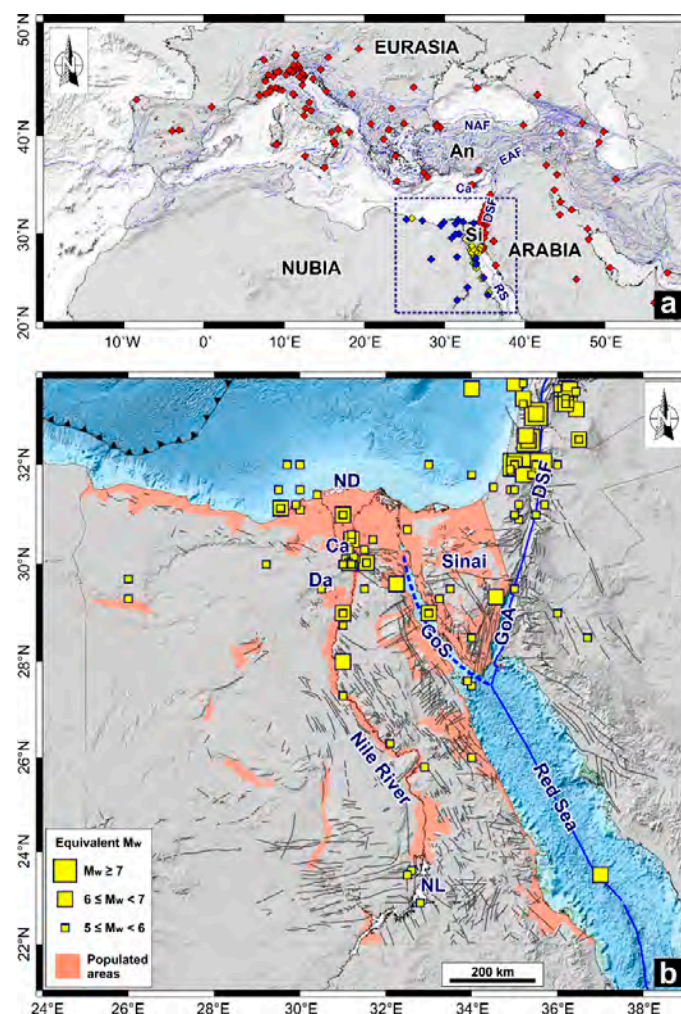 50˚N
40˚N
30˚N
20˚N
N
EURASIA
NAF
An
EAF
Ca
DSF
Si
ARABIA
NUBIA
RS
a
10˚W
0˚
10˚E
20˚E
30˚E
40˚E
50˚E
N
32˚N
30˚N
28˚N
26˚N
24˚N
22˚N
ND
DSF
Ca
Sinai
Da
GoS
GoA
Nile River
Red Sea
NL
Equivalent Mw
Mw ≥ 7
6 ≤ Mw < 7
5 ≤ Mw < 6
Populated
areas
200 km
b
24˚E
26˚E
28˚E
30˚E
32˚E
34˚E
36˚E
38˚E